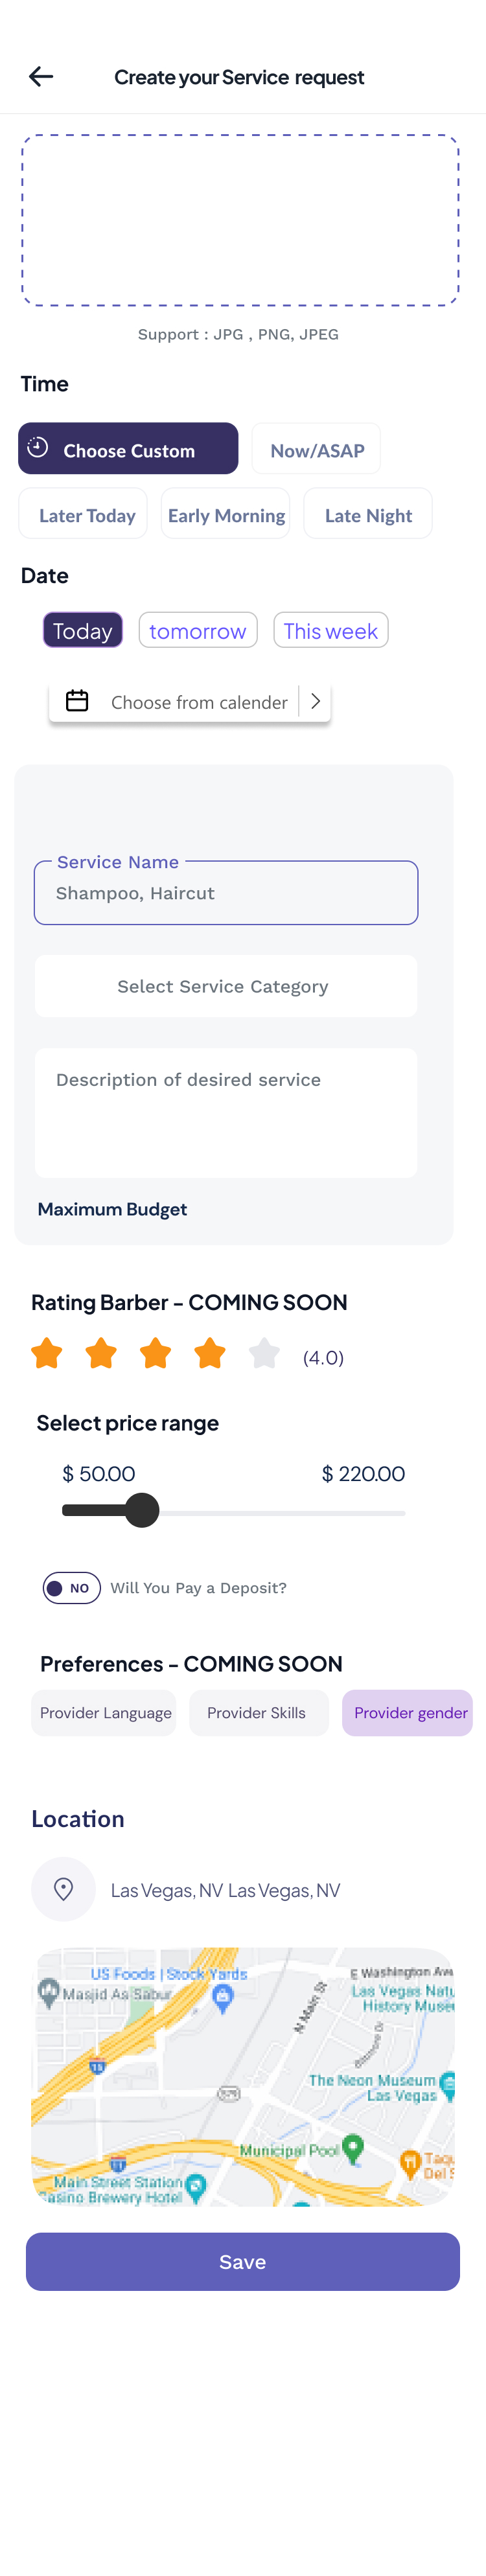 Create your Service request
Support : JPG , PNG, JPEG
Time
Choose Custom
Now/ASAP
Later Today
Early Morning
Late Night
Date
Today
tomorrow
This week
Choose from calender
Service Name
Shampoo, Haircut
Select Service Category
Description of desired service
Maximum Budget
Rating Barber - COMING SOON
(4.0)
Select price range
$ 50.00
$ 220.00
NO
Will You Pay a Deposit?
Preferences - COMING SOON
Provider Language
Provider Skills
Provider gender
Location
Las Vegas, NV Las Vegas, NV
US Foods | Stock Yards
E Washington Ave
Masjid As Sabur
Las Vegas Natu
History Museu
N Main St
15
The Neon Museum
Las Vegas
Municipal Pool
11
Main Street Station
Casino Brewery Hotel
Save